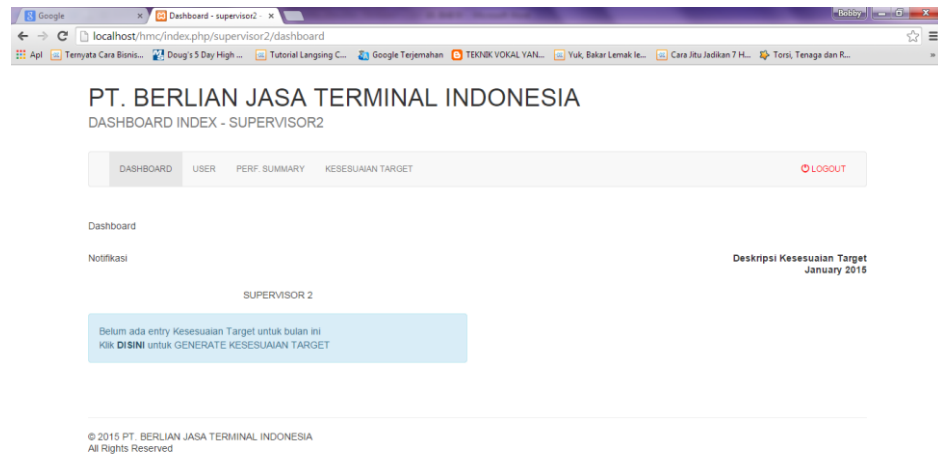 Google
Dashboard - supervisor2 -
Bobby
localhost/hmc/index.php/supervisor2/dashboard
Apl
Ternyata Cara Bisnis...
Doug's 5 Day High ...
Tutorial Langsing C...
Google Terjemahan
TEKNIK VOKAL YAN...
Yuk, Bakar Lemak le...
Cara Jitu Jadikan 7 H...
Torsi, Tenaga dan R...
PT. BERLIAN JASA TERMINAL INDONESIA
DASHBOARD INDEX - SUPERVISOR2
DASHBOARD USER PERF. SUMMARY KESESUAIAN TARGET LOGOUT
Dashboard
Notifikasi
Deskripsi Kesesuaian Target
January 2015
SUPERVISOR 2
Belum ada entry Kesesuaian Target untuk bulan ini
Klik DISINI untuk GENERATE KESESUAIAN TARGET
© 2015 PT. BERLIAN JASA TERMINAL INDONESIA
All Rights Reserved